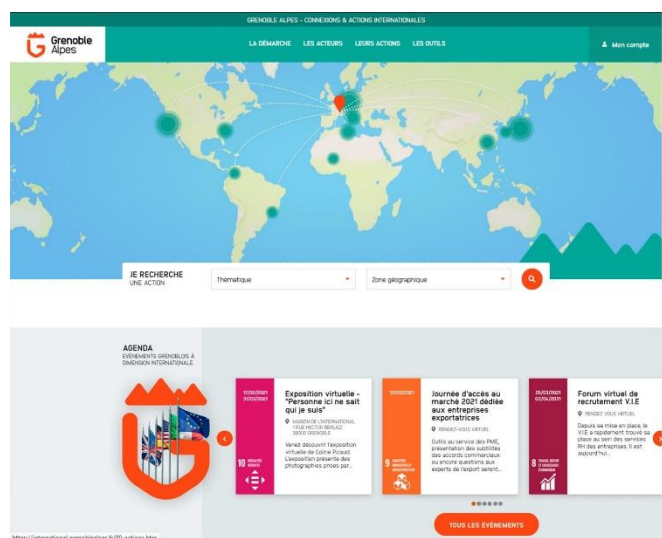 GRENOBLE ALPES - CONNEXIONS & ACTIONS INTERNATIONALES
Grenoble
Alpes
LA DÉMARCHE LES ACTEURS LEURS ACTIONS LES OUTILS
Mon compte
JE RECHERCHE
UNE ACTION
Thématique
Zone géographique
AGENDA
ÉVÉNEMENTS GRENOBLOIS À
DIMENSION INTERNATIONALE
Exposition virtuelle -
"Personne ici ne sait
qui je suis"
MAISON DE L'INTERNATIONAL
1 RUE HECTOR BERLIOZ
38000 GRENOBLE
Venez découvrir l'exposition
virtuelle de Coline Picaud
L'exposition présente des
photographies prises par...
10
Journée d'accès au
marché 2021 dédiée
aux entreprises
exportatrices
RENDEZ-VOUS VIRTUEL
Outils au service des PME,
présentation des subtilités
des accords commerciaux
ou encore questions aux
experts de l'export seront...
9
Forum virtuel de
recrutement V.I.E
RENDEZ-VOUS VIRTUEL
Depuis sa mise en place, le
V.I.E a rapidement trouvé sa
place au sein des services
RH des entreprises. Il est
aujourd'hui...
8
TOUS LES ÉVÉNEMENTS